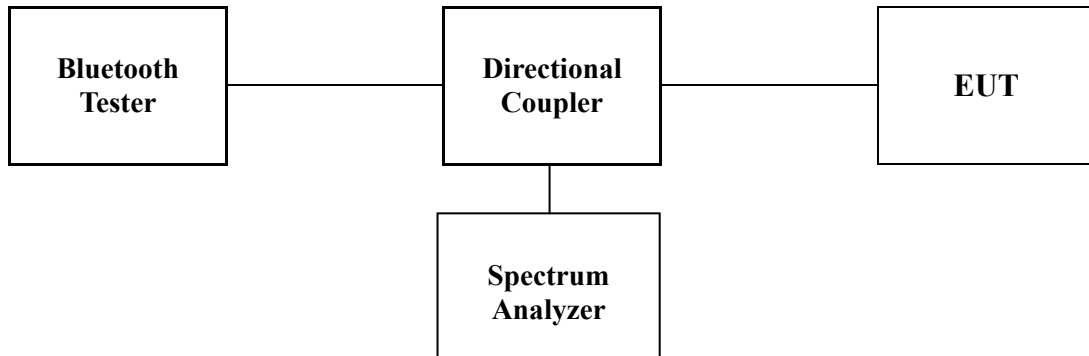 Bluetooth
Tester
Directional
Coupler
EUT
Spectrum
Analyzer